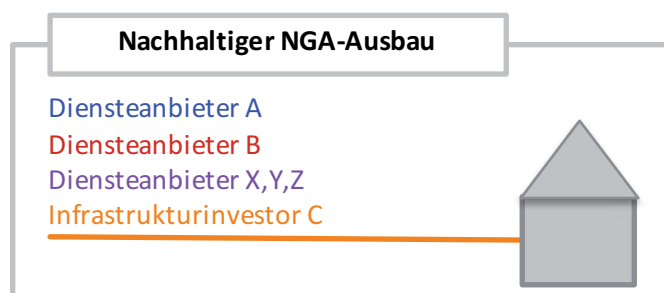 Nachhaltiger NGA-Ausbau
Diensteanbieter A
Diensteanbieter B
Diensteanbieter X,Y,Z
Infrastrukturinvestor C